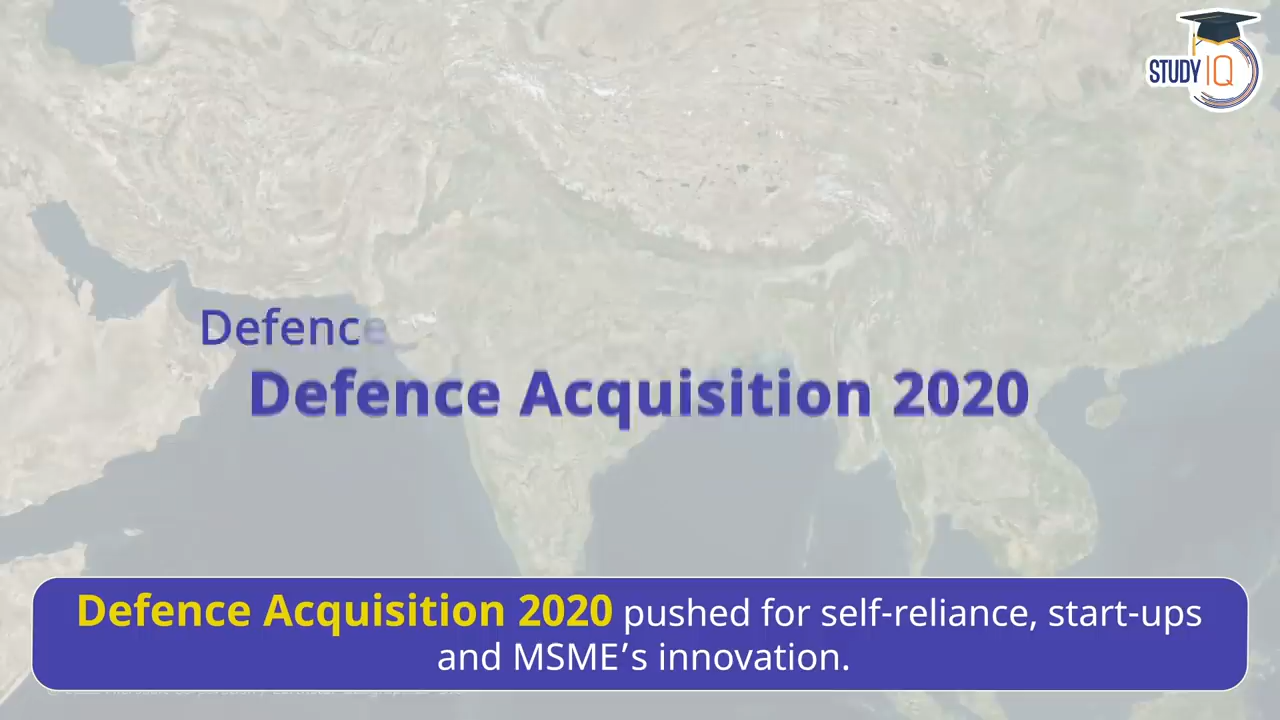 STUDY IQ
Defence
Defence Acquisition 2020
Defence Acquisition 2020 pushed for self-reliance, start-ups
and MSME’s innovation.